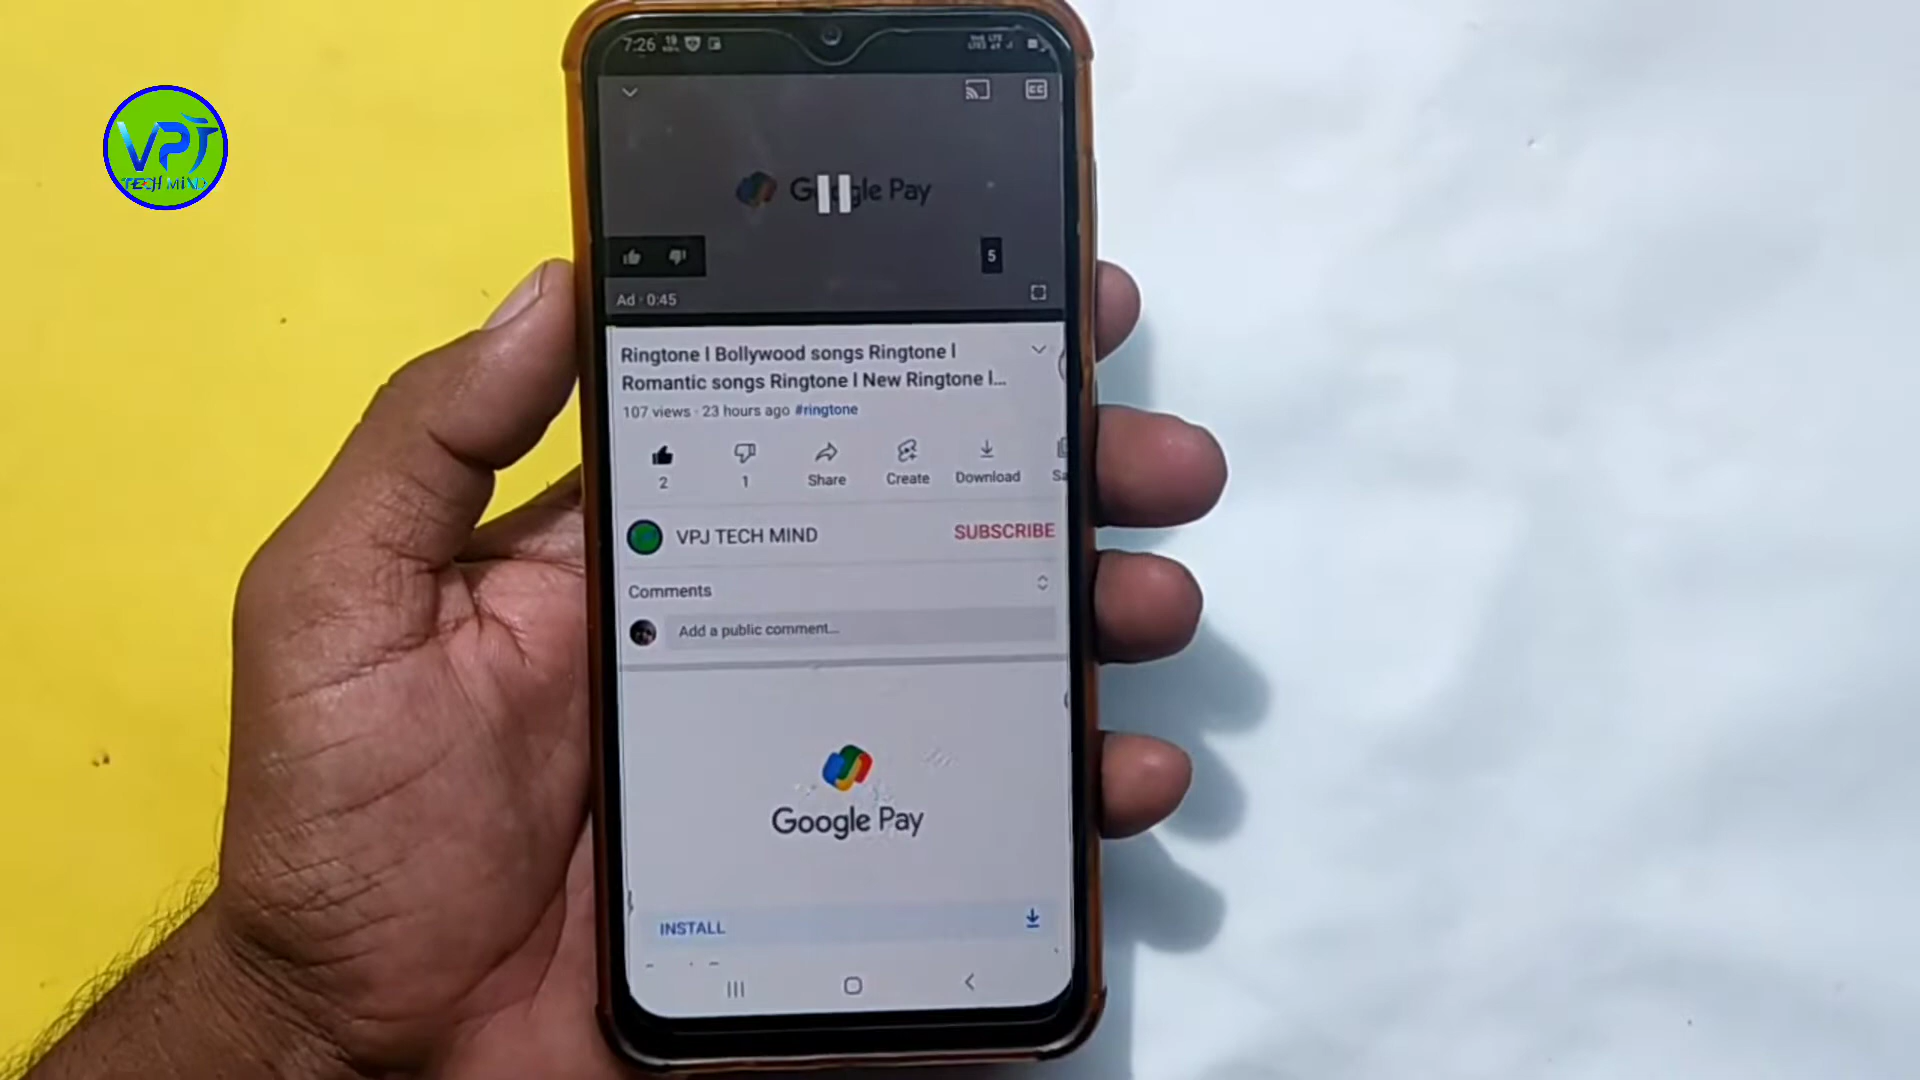 VPJ
TECH MIND
7:26
CC
Google Pay
5
Ad · 0:45
Ringtone l Bollywood songs Ringtone l
Romantic songs Ringtone l New Ringtone l...
107 views · 23 hours ago #ringtone
2 1 Share Create Download Sa
VPJ TECH MIND SUBSCRIBE
Comments
Add a public comment...
Google Pay
INSTALL